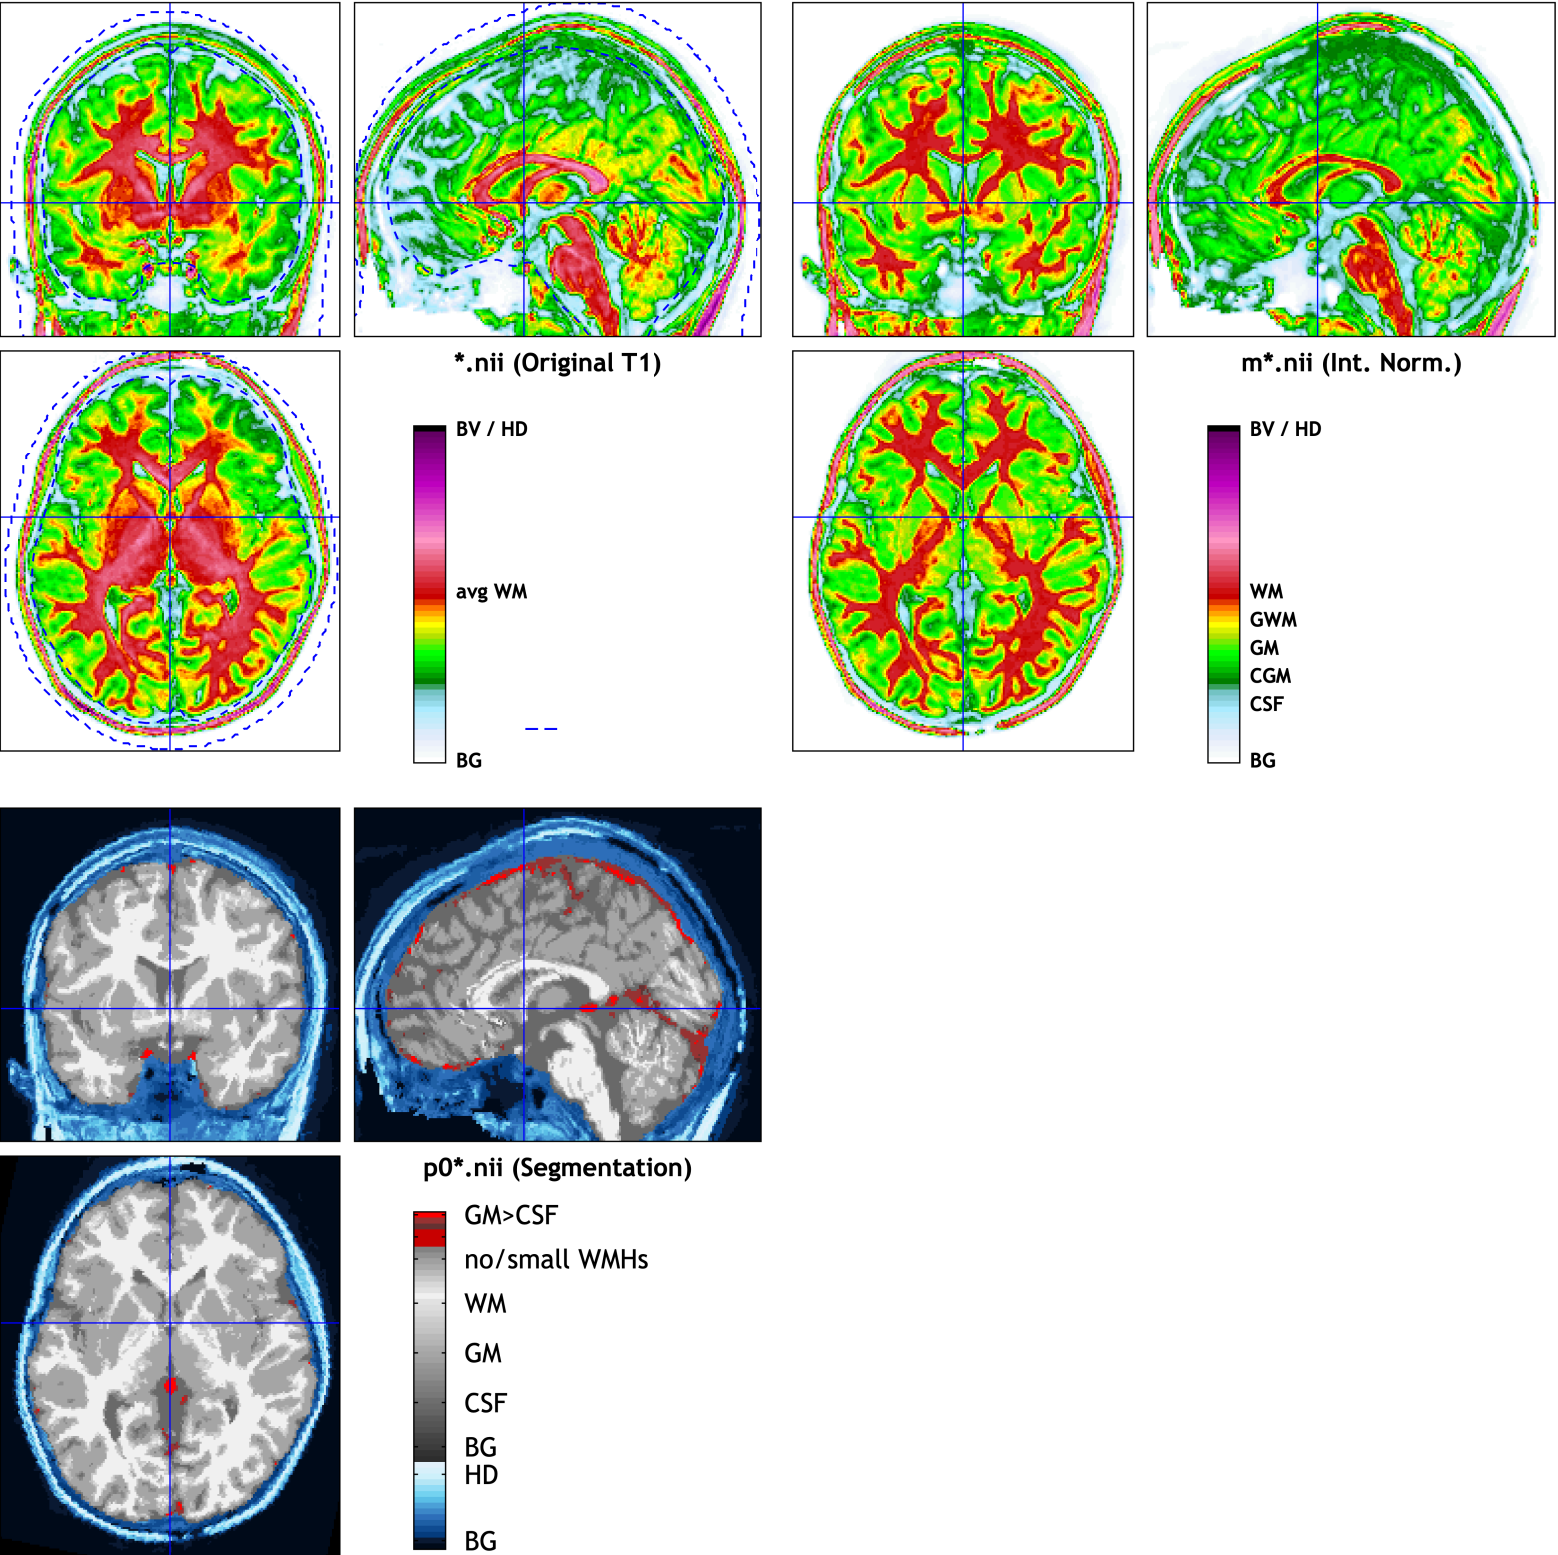 *.nii (Original T1)
BV / HD
avg WM
BG
m*.nii (Int. Norm.)
BV / HD
WM
GWM
GM
CGM
CSF
BG
p0*.nii (Segmentation)
GM>CSF
no/small WMHs
WM
GM
CSF
BG
HD
BG